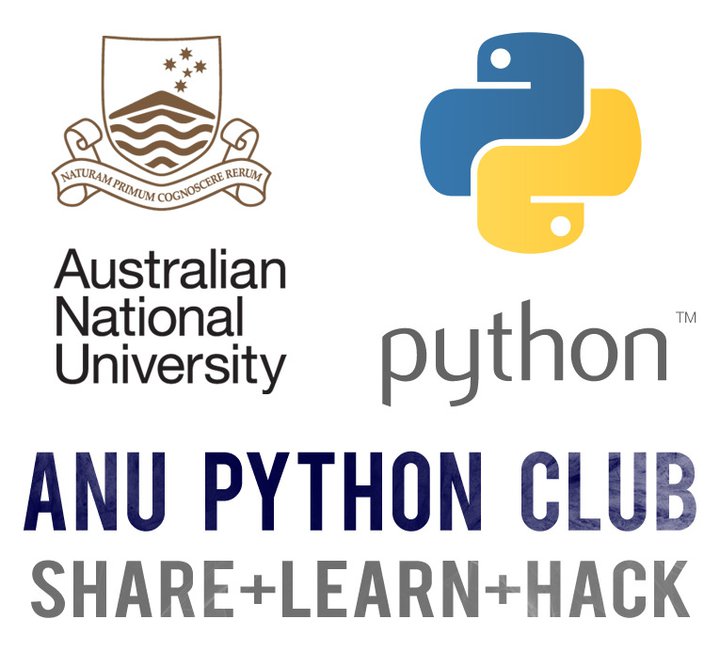 NATURAM PRIMUM COGNOSCERE RERUM
Australian
National
University
python™
ANU PYTHON CLUB
SHARE+LEARN+HACK